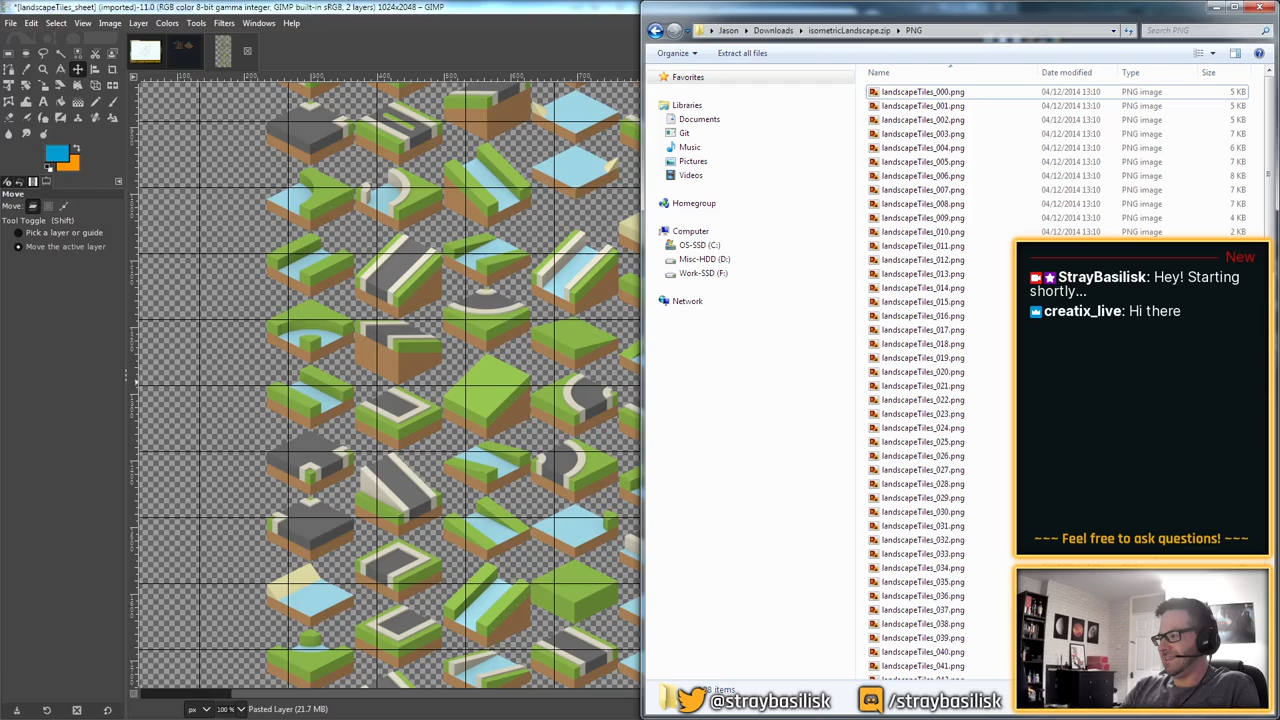 *[landscapeTiles_sheet] (imported)-11.0 (RGB color 8-bit gamma integer, GIMP built-in sRGB, 2 layers) 1024x2048 – GIMP
File Edit Select View Image Layer Colors Tools Filters Windows Help
Move
Move:
Tool Toggle (Shift)
Pick a layer or guide
Move the active layer
px 100 % Pasted Layer (21.7 MB)
Jason Downloads isometricLandscape.zip PNG
Search PNG
Organize Extract all files
Favorites
Libraries
Documents
Git
Music
Pictures
Videos
Homegroup
Computer
OS-SSD (C:)
Misc-HDD (D:)
Work-SSD (F:)
Network
Name Date modified Type Size
landscapeTiles_000.png 04/12/2014 13:10 PNG image 5 KB
landscapeTiles_001.png 04/12/2014 13:10 PNG image 5 KB
landscapeTiles_002.png 04/12/2014 13:10 PNG image 5 KB
landscapeTiles_003.png 04/12/2014 13:10 PNG image 7 KB
landscapeTiles_004.png 04/12/2014 13:10 PNG image 6 KB
landscapeTiles_005.png 04/12/2014 13:10 PNG image 7 KB
landscapeTiles_006.png 04/12/2014 13:10 PNG image 8 KB
landscapeTiles_007.png 04/12/2014 13:10 PNG image 7 KB
landscapeTiles_008.png 04/12/2014 13:10 PNG image 7 KB
landscapeTiles_009.png 04/12/2014 13:10 PNG image 4 KB
landscapeTiles_010.png 04/12/2014 13:10 PNG image 2 KB
landscapeTiles_011.png
landscapeTiles_012.png
landscapeTiles_013.png
landscapeTiles_014.png
landscapeTiles_015.png
landscapeTiles_016.png
landscapeTiles_017.png
landscapeTiles_018.png
landscapeTiles_019.png
landscapeTiles_020.png
landscapeTiles_021.png
landscapeTiles_022.png
landscapeTiles_023.png
landscapeTiles_024.png
landscapeTiles_025.png
landscapeTiles_026.png
landscapeTiles_027.png
landscapeTiles_028.png
landscapeTiles_029.png
landscapeTiles_030.png
landscapeTiles_031.png
landscapeTiles_032.png
landscapeTiles_033.png
landscapeTiles_034.png
landscapeTiles_035.png
landscapeTiles_036.png
landscapeTiles_037.png
landscapeTiles_038.png
landscapeTiles_039.png
landscapeTiles_040.png
landscapeTiles_041.png
New
StrayBasilisk: Hey! Starting
shortly...
creatix_live: Hi there
~~~ Feel free to ask questions! ~~~
@straybasilisk
/straybasilisk